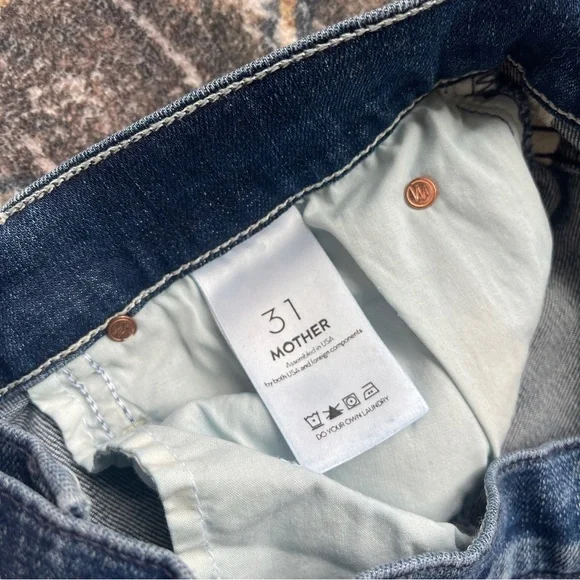 31
MOTHER
Assembled in USA
by both USA and foreign components
DO YOUR OWN LAUNDRY
M